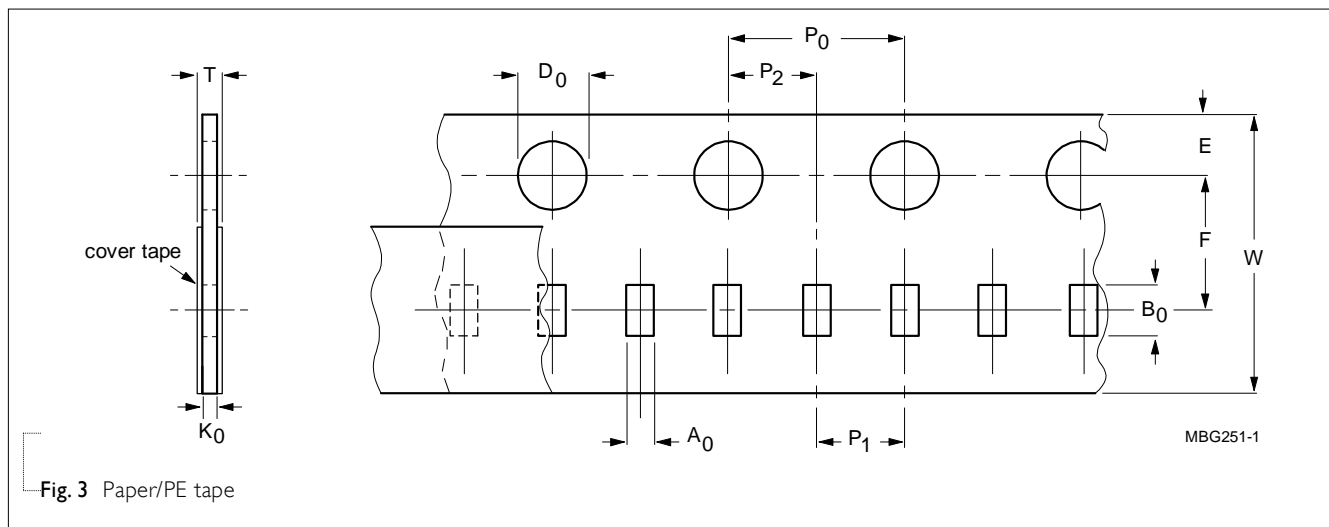 P0
T
D0
P2
E
F
W
cover tape
B0
K0
A0
P1
MBG251-1
Fig. 3 Paper/PE tape